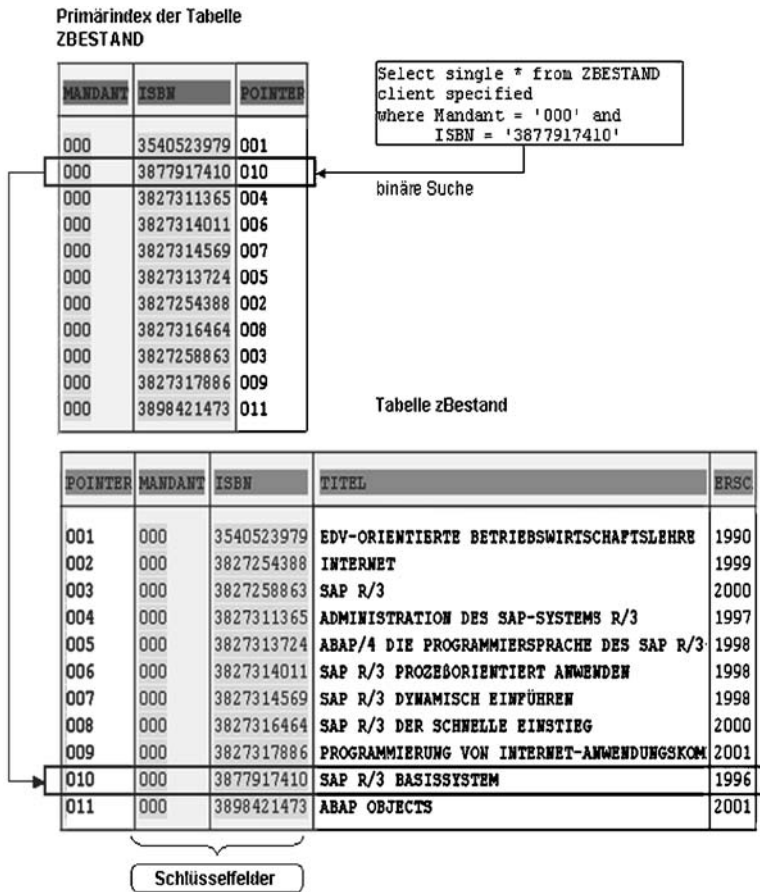 Primärindex der Tabelle
ZBESTAND
MANDANT ISBN POINTER
000 3540523979 001
000 3877917410 010
000 3827311365 004
000 3827314011 006
000 3827314569 007
000 3827313724 005
000 3827254388 002
000 3827316464 008
000 3827258863 003
000 3827317886 009
000 3898421473 011
Select single * from ZBESTAND
client specified
where Mandant = '000' and
ISBN = '3877917410'
binäre Suche
Tabelle zBestand
POINTER MANDANT ISBN TITEL ERSC
001 000 3540523979 EDV-ORIENTIERTE BETRIEBSWIRTSCHAFTSLEHRE 1990
002 000 3827254388 INTERNET 1999
003 000 3827258863 SAP R/3 2000
004 000 3827311365 ADMINISTRATION DES SAP-SYSTEMS R/3 1997
005 000 3827313724 ABAP/4 DIE PROGRAMMIERSPRACHE DES SAP R/3- 1998
006 000 3827314011 SAP R/3 PROZEßORIENTIERT ANWENDEN 1998
007 000 3827314569 SAP R/3 DYNAMISCH EINFÜHREN 1998
008 000 3827316464 SAP R/3 DER SCHNELLE EINSTIEG 2000
009 000 3827317886 PROGRAMMIERUNG VON INTERNET-ANWENDUNGSKOM 2001
010 000 3877917410 SAP R/3 BASISSYSTEM 1996
011 000 3898421473 ABAP OBJECTS 2001
Schlüsselfelder